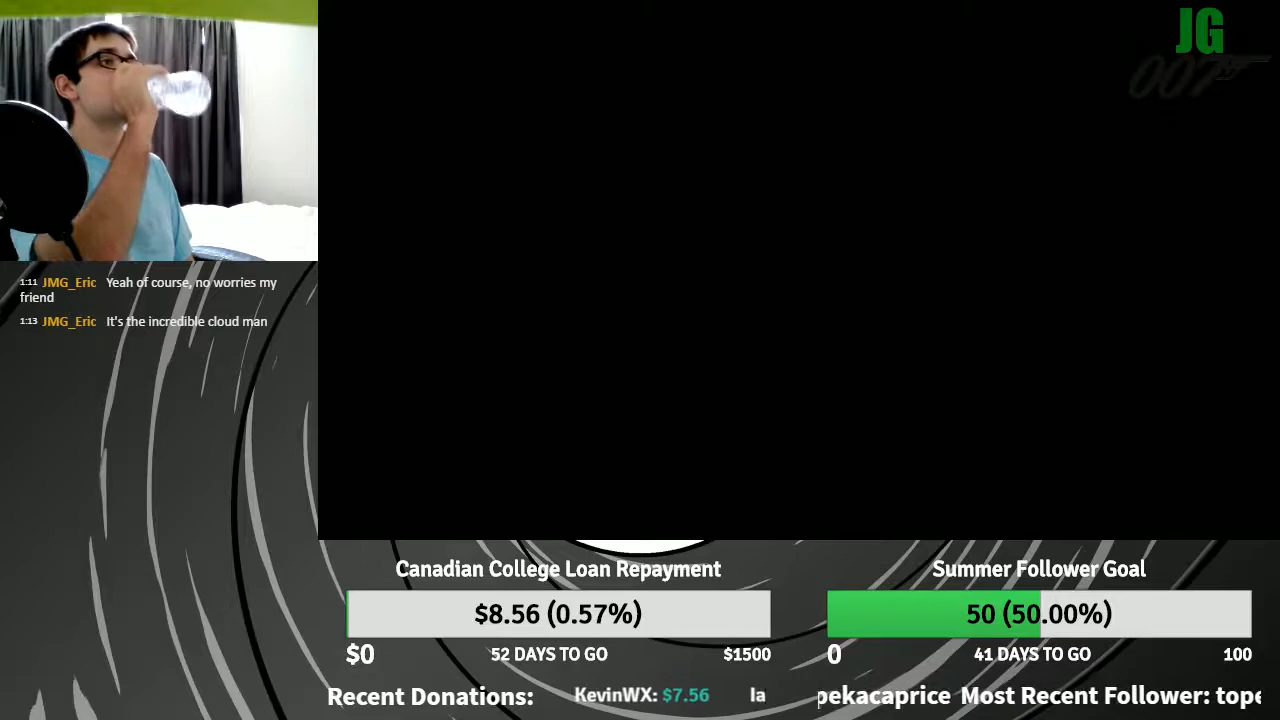 JG
007
1:11 JMG_Eric Yeah of course, no worries my
friend
1:13 JMG_Eric It's the incredible cloud man
Canadian College Loan Repayment
$8.56 (0.57%)
$0 52 DAYS TO GO $1500
Summer Follower Goal
50 (50.00%)
0 41 DAYS TO GO 100
Recent Donations: KevinWX: $7.56
pekacaprice Most Recent Follower: tope